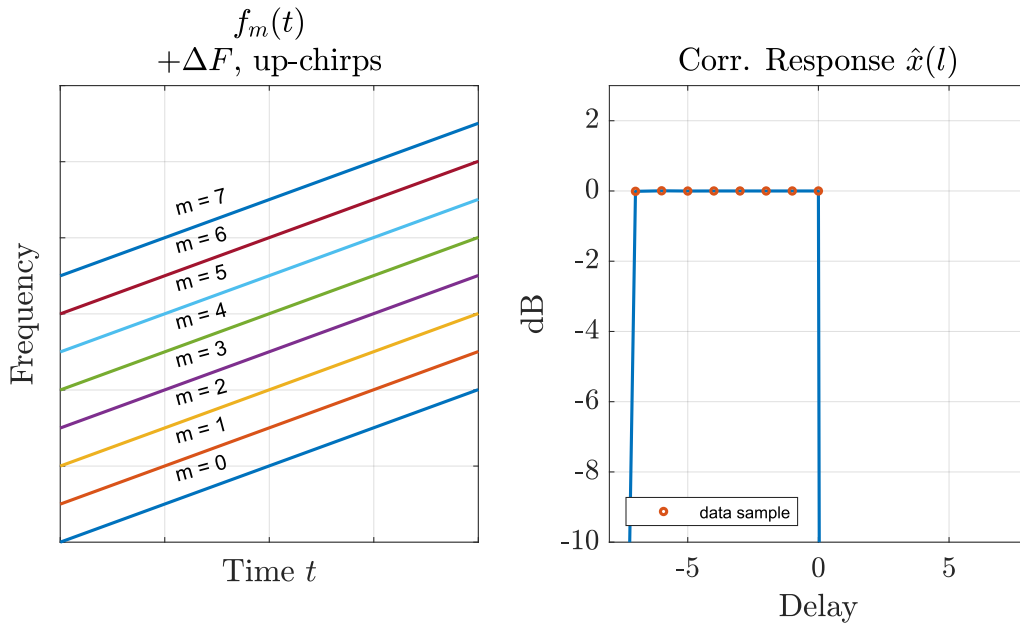 f_m(t)
+ΔF, up-chirps
Frequency
m = 7
m = 6
m = 5
m = 4
m = 3
m = 2
m = 1
m = 0
Time t
Corr. Response x̂(l)
dB
2
0
-2
-4
-6
-8
-10
data sample
-5 0 5
Delay